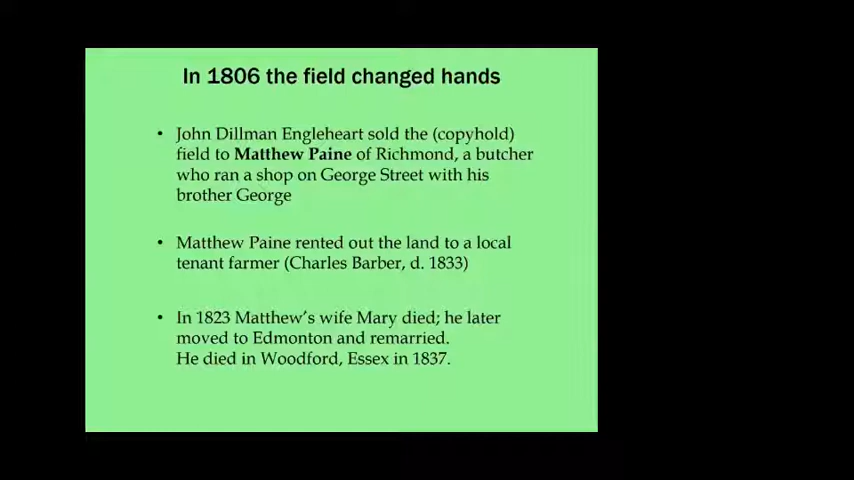 In 1806 the field changed hands
• John Dillman Engleheart sold the (copyhold)
field to Matthew Paine of Richmond, a butcher
who ran a shop on George Street with his
brother George
• Matthew Paine rented out the land to a local
tenant farmer (Charles Barber, d. 1833)
• In 1823 Matthew’s wife Mary died; he later
moved to Edmonton and remarried.
He died in Woodford, Essex in 1837.